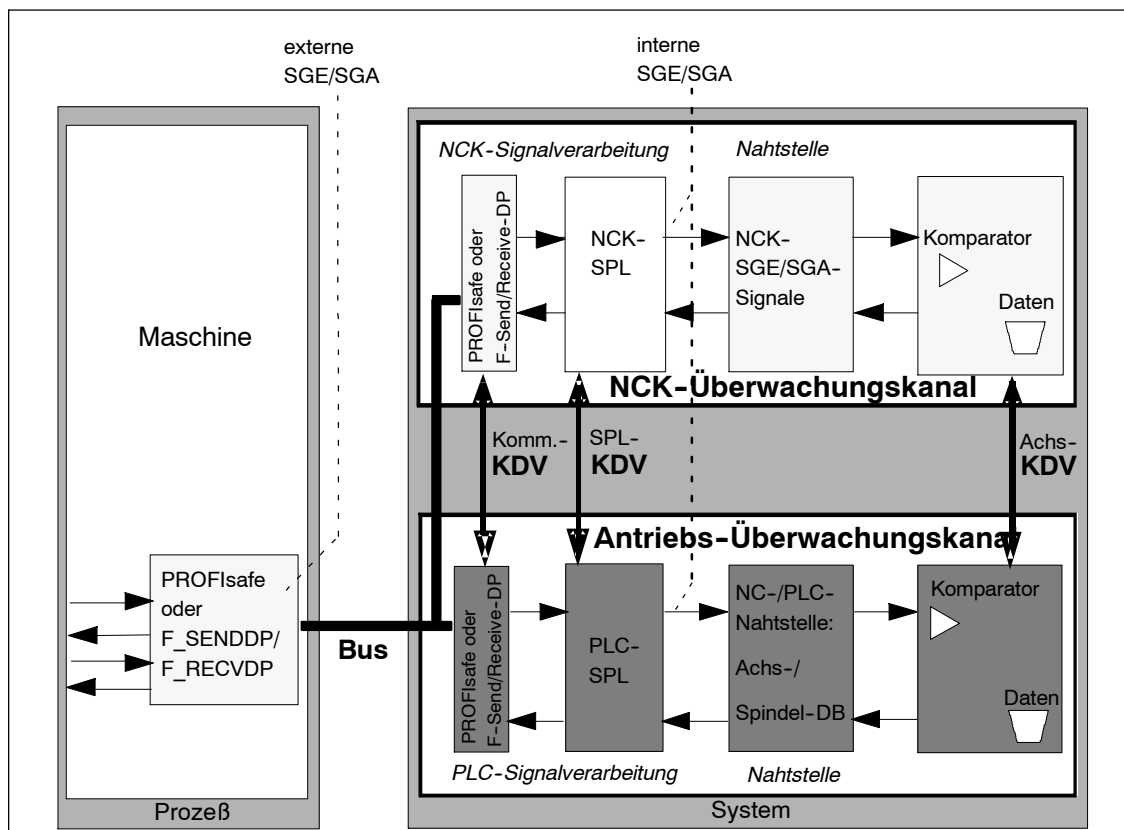 externe
SGE/SGA
interne
SGE/SGA
NCK-Signalverarbeitung
Nahtstelle
PROFIsafe oder
F-Send/Receive-DP
NCK-
SPL
NCK-
SGE/SGA-
Signale
Komparator
Daten
Maschine
NCK-Überwachungskanal
Komm.-
KDV
SPL-
KDV
Achs-
KDV
Antriebs-Überwachungskanal
PROFIsafe
oder
F_SENDDP/
F_RECVDP
Bus
PROFIsafe oder
F-Send/Receive-DP
PLC-
SPL
NC-/PLC-
Nahtstelle:
Achs-/
Spindel-DB
Komparator
Daten
PLC-Signalverarbeitung
Nahtstelle
Prozeß
System